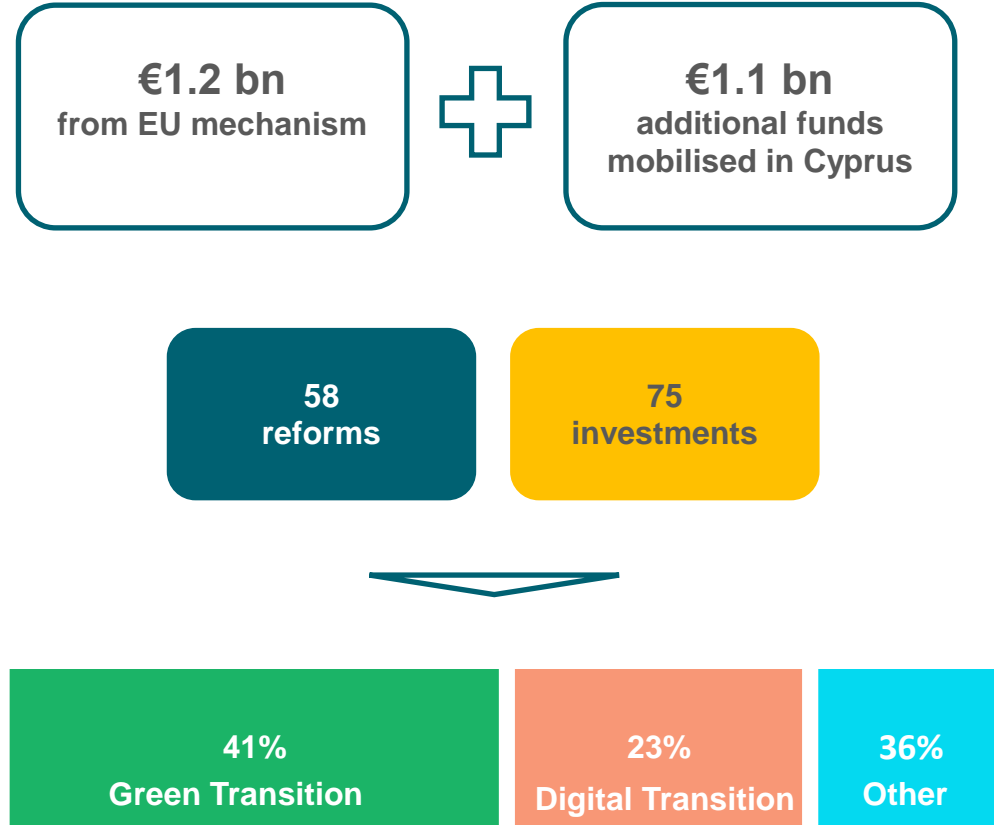 €1.2 bn
from EU mechanism
€1.1 bn
additional funds
mobilised in Cyprus
58
reforms
75
investments
41%
Green Transition
23%
Digital Transition
36%
Other